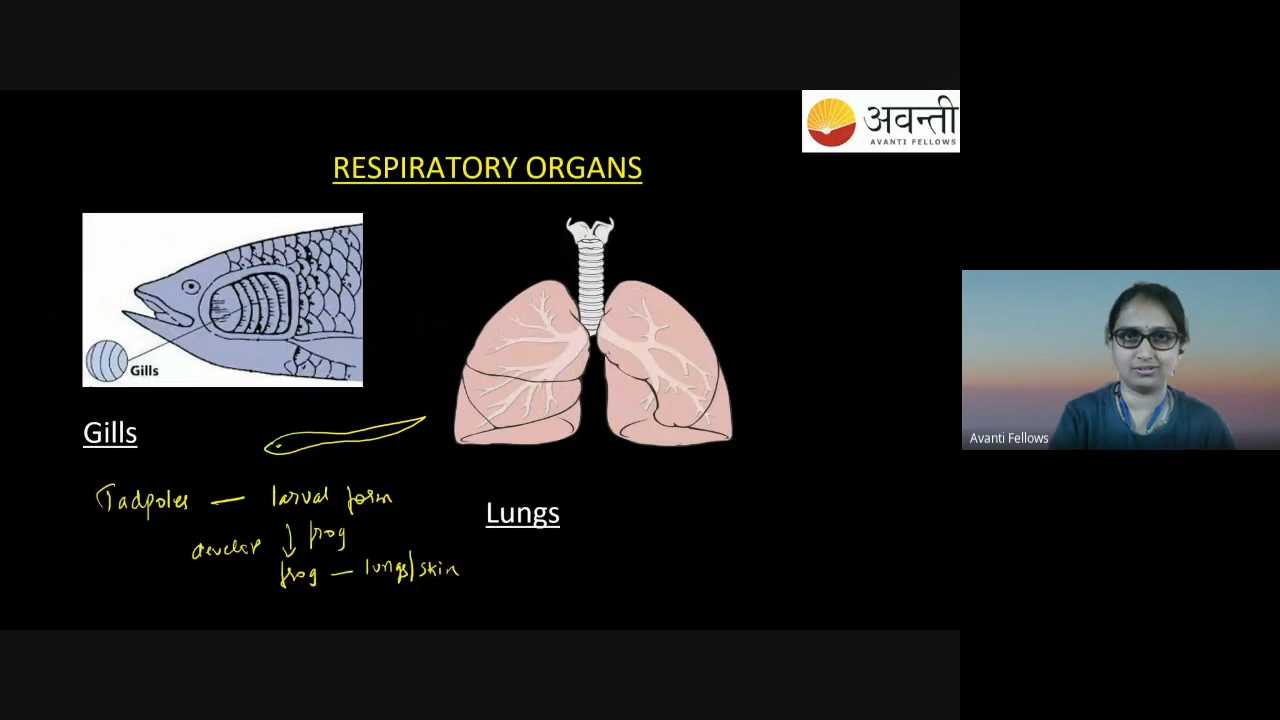 अवन्ती
AVANTI FELLOWS
RESPIRATORY ORGANS
Gills
Gills
Tadpoles — larval form
develop frog
frog — lungs/skin
Lungs
Avanti Fellows